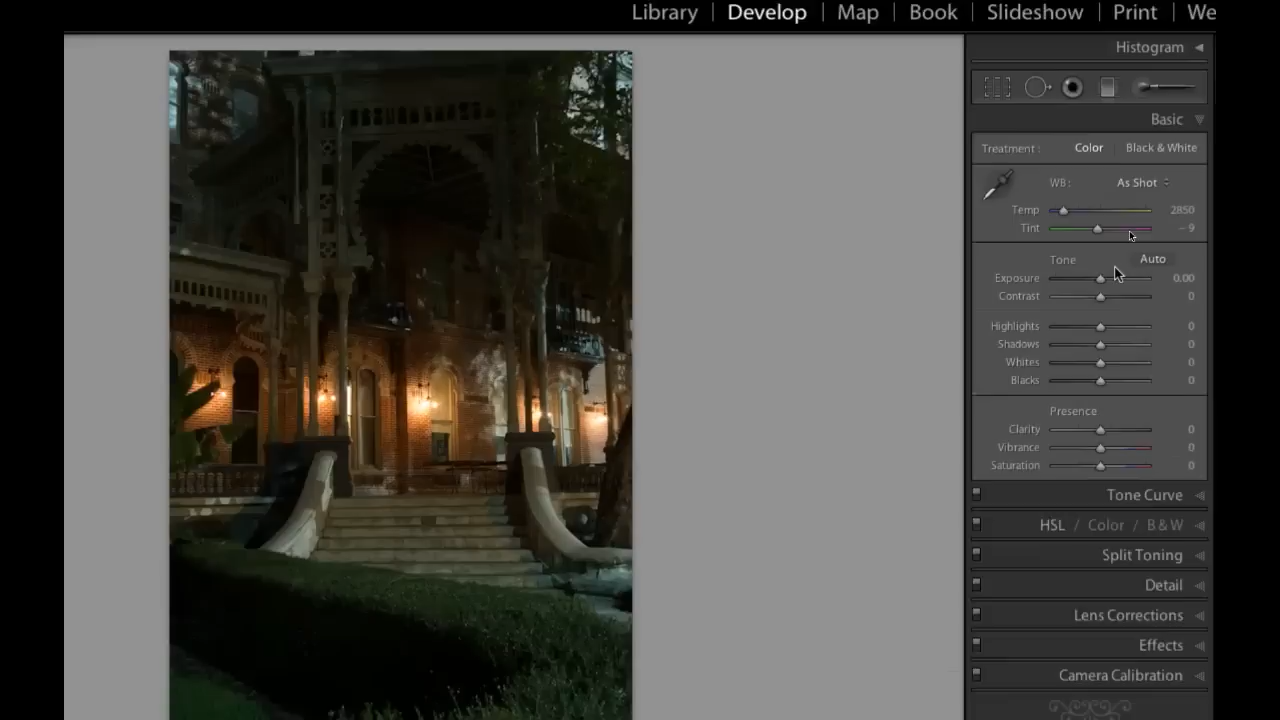 Library | Develop | Map | Book | Slideshow | Print | We
Histogram
Basic
Treatment : Color Black & White
WB : As Shot
Temp 2850
Tint – 9
Tone Auto
Exposure 0.00
Contrast 0
Highlights 0
Shadows 0
Whites 0
Blacks 0
Presence
Clarity 0
Vibrance 0
Saturation 0
Tone Curve
HSL / Color / B & W
Split Toning
Detail
Lens Corrections
Effects
Camera Calibration